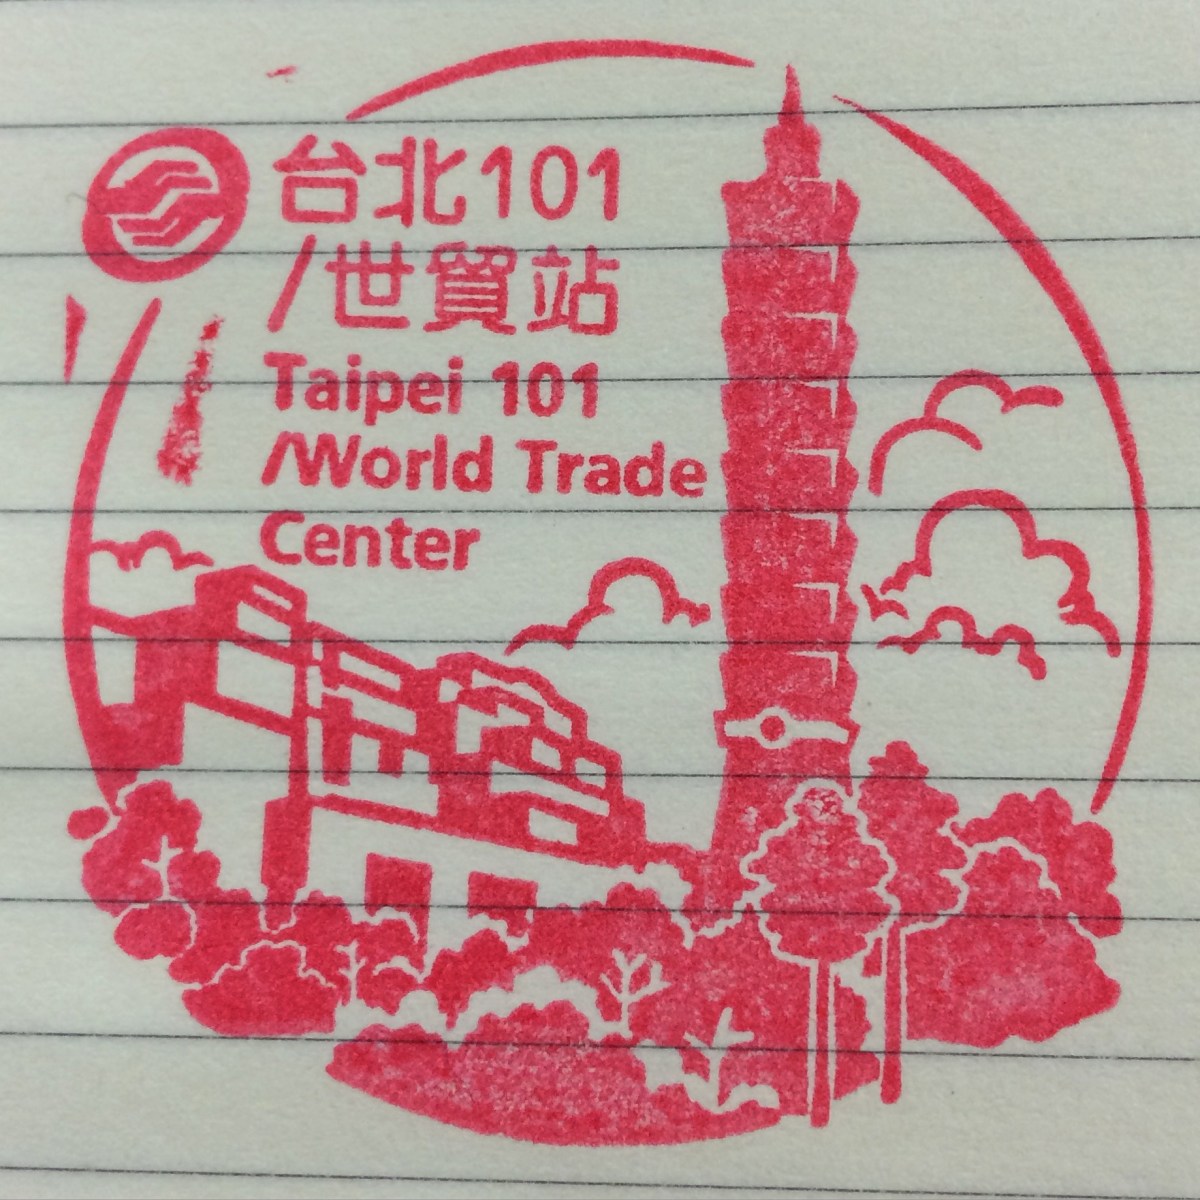 台北101
/世貿站
Taipei 101
/World Trade
Center